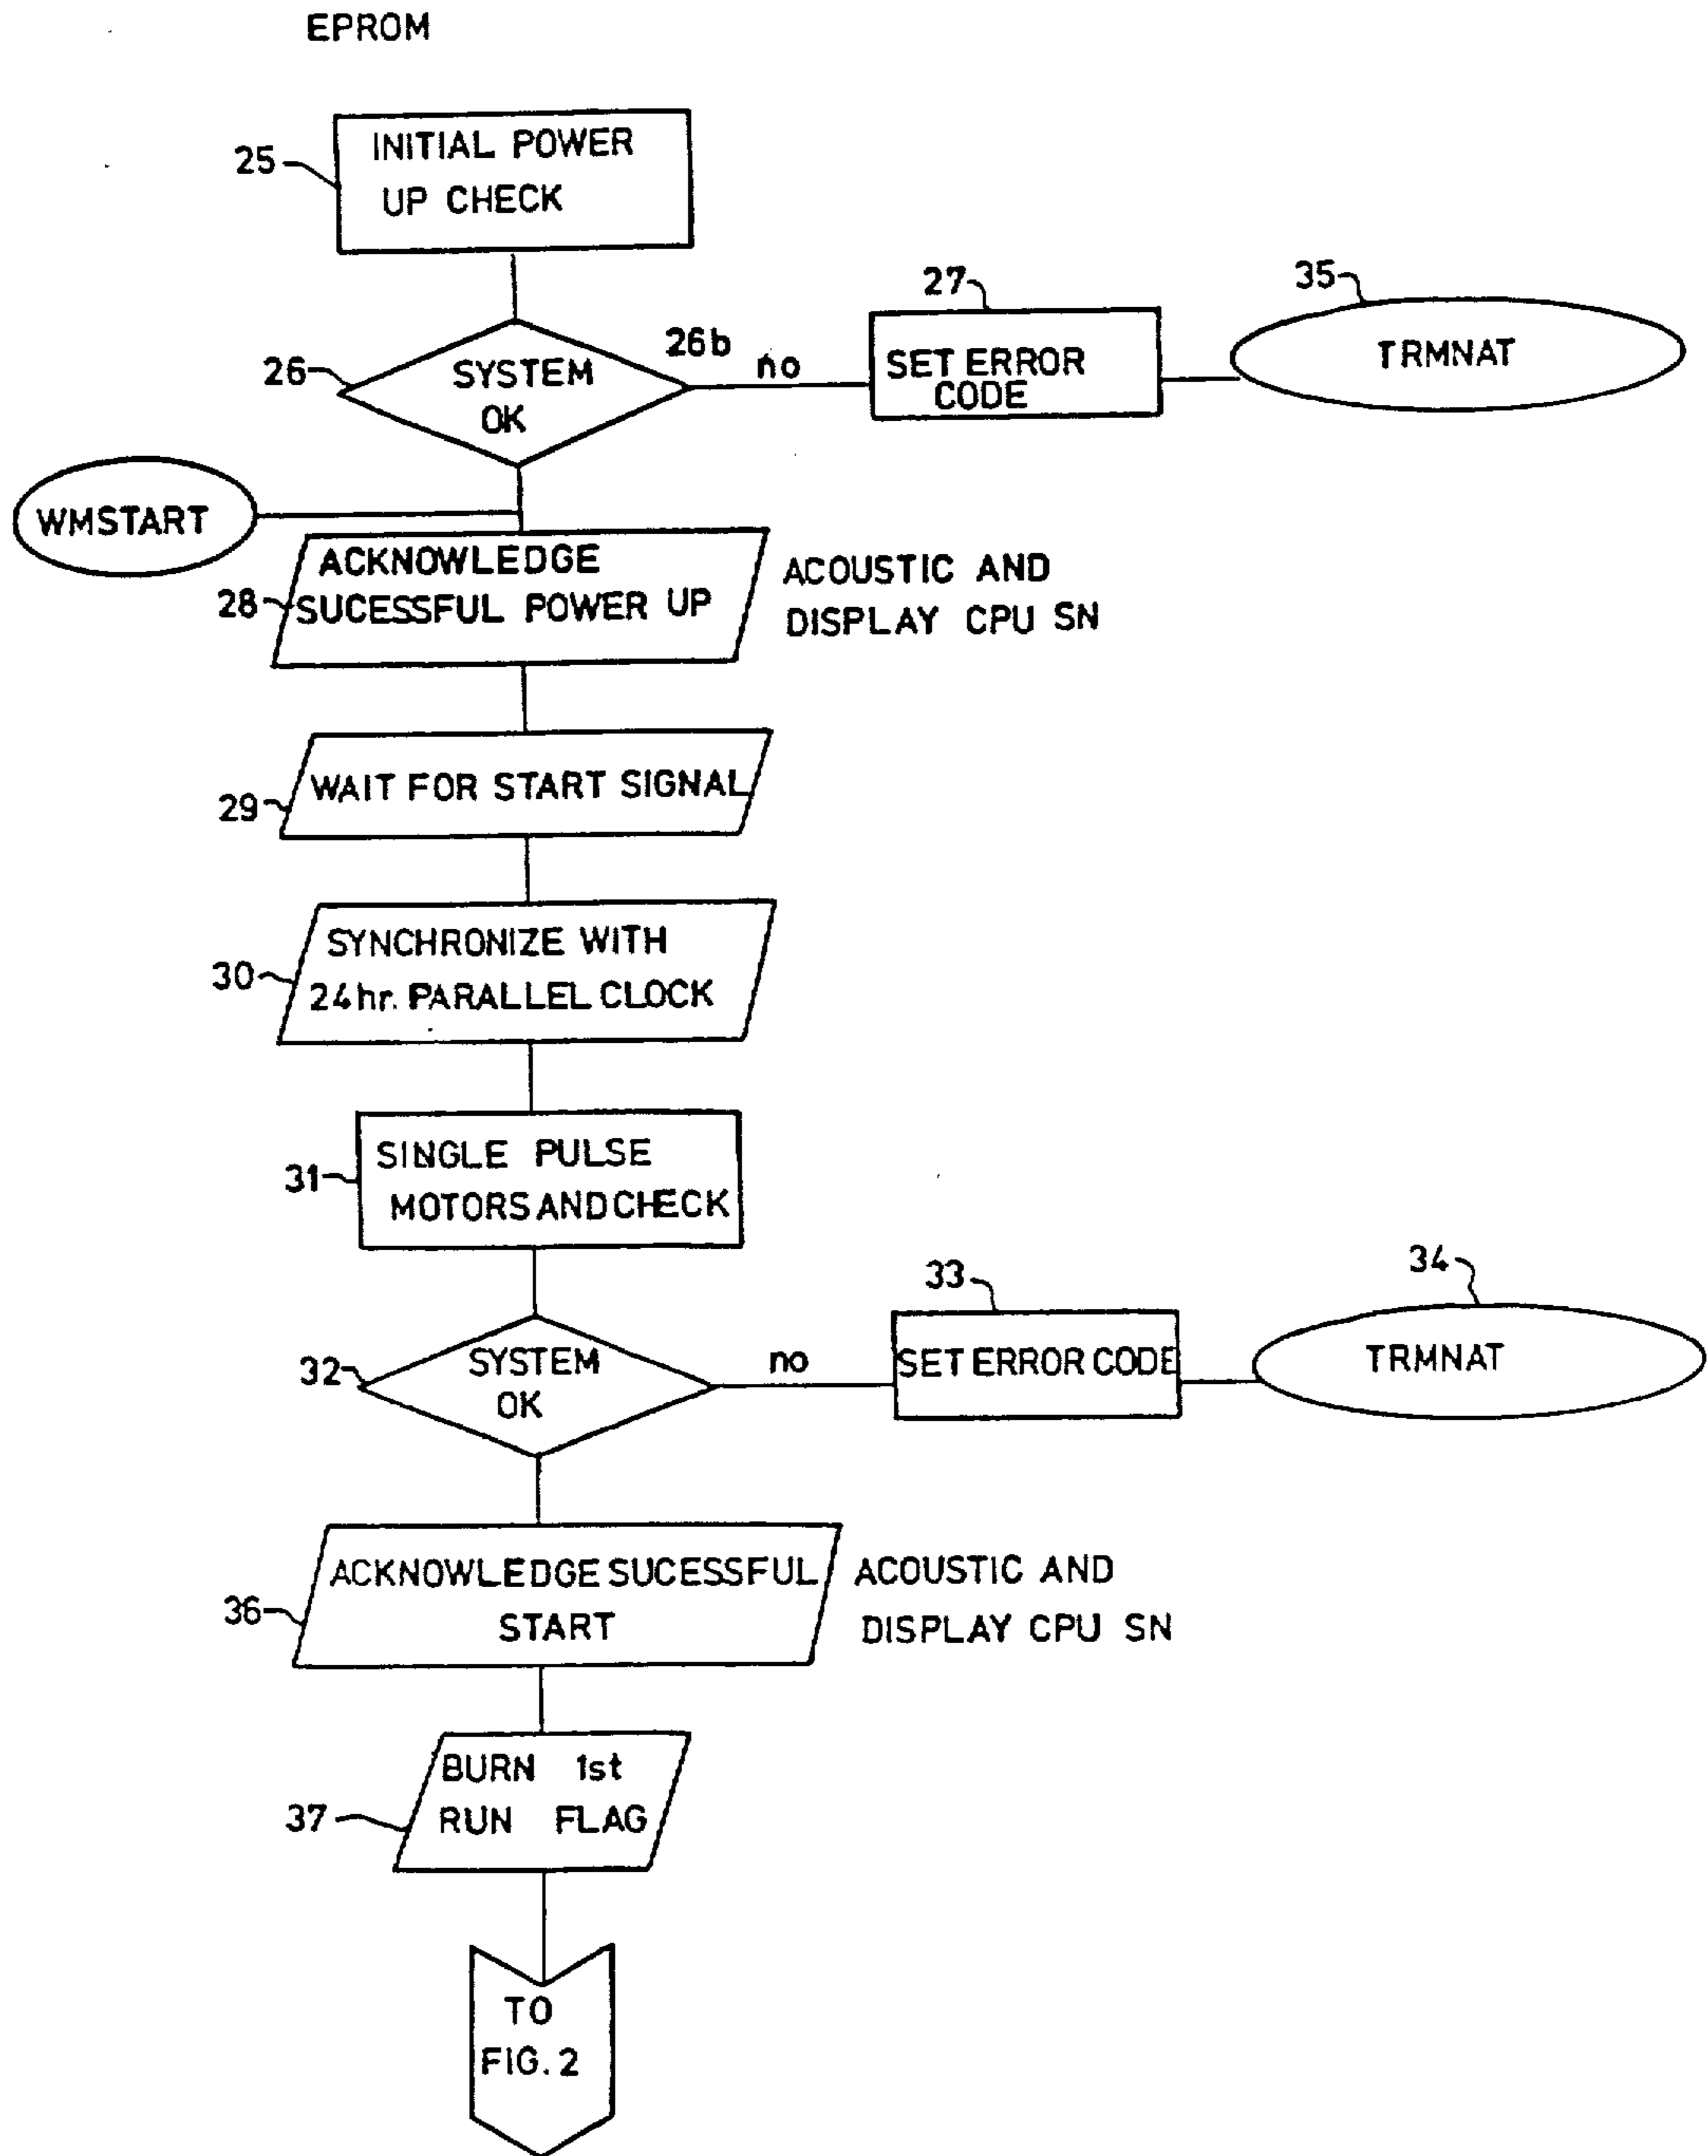 EPROM
25
INITIAL POWER
UP CHECK
26
SYSTEM
OK
26b
no
27
SET ERROR
CODE
35
TRMNAT
WMSTART
28
ACKNOWLEDGE
SUCESSFUL POWER UP
ACOUSTIC AND
DISPLAY CPU SN
29
WAIT FOR START SIGNAL
30
SYNCHRONIZE WITH
24hr. PARALLEL CLOCK
31
SINGLE PULSE
MOTORS AND CHECK
32
SYSTEM
OK
no
33
SET ERROR CODE
34
TRMNAT
36
ACKNOWLEDGE SUCESSFUL
START
ACOUSTIC AND
DISPLAY CPU SN
37
BURN 1st
RUN FLAG
TO
FIG. 2